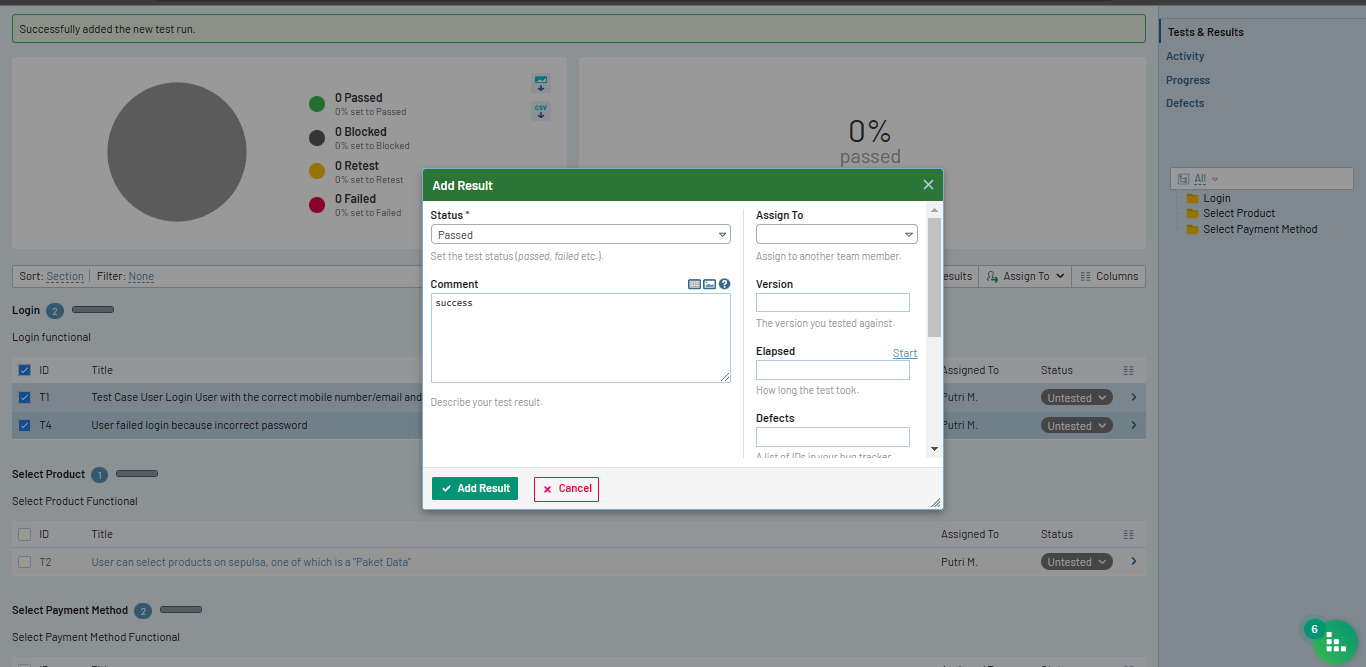 Successfully added the new test run.
0 Passed
0% set to Passed
0 Blocked
0% set to Blocked
0 Retest
0% set to Retest
0 Failed
0% set to Failed
CSV
0%
passed
Tests & Results
Activity
Progress
Defects
All
Login
Select Product
Select Payment Method
Sort: Section Filter: None
esults Assign To Columns
Add Result
Status *
Passed
Set the test status (passed, failed etc.).
Comment
success
Describe your test result.
Assign To
Assign to another team member.
Version
The version you tested against.
Elapsed Start
How long the test took.
Defects
A list of IDs in your bug tracker.
Add Result Cancel
Login 2
Login functional
ID Title Assigned To Status
T1 Test Case User Login User with the correct mobile number/email and Putri M. Untested
T4 User failed login because incorrect password Putri M. Untested
Select Product 1
Select Product Functional
ID Title Assigned To Status
T2 User can select products on sepulsa, one of which is a "Paket Data" Putri M. Untested
Select Payment Method 2
Select Payment Method Functional
6